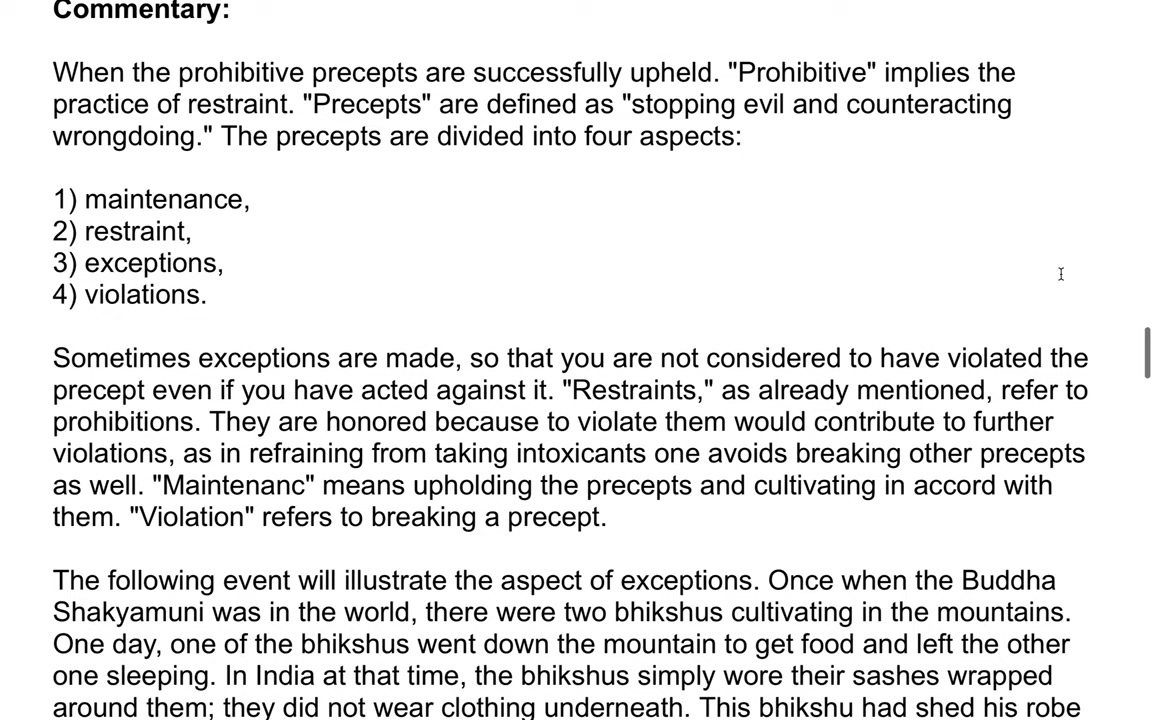 Commentary:
When the prohibitive precepts are successfully upheld. "Prohibitive" implies the
practice of restraint. "Precepts" are defined as "stopping evil and counteracting
wrongdoing." The precepts are divided into four aspects:
1) maintenance,
2) restraint,
3) exceptions,
4) violations.
Sometimes exceptions are made, so that you are not considered to have violated the
precept even if you have acted against it. "Restraints," as already mentioned, refer to
prohibitions. They are honored because to violate them would contribute to further
violations, as in refraining from taking intoxicants one avoids breaking other precepts
as well. "Maintenanc" means upholding the precepts and cultivating in accord with
them. "Violation" refers to breaking a precept.
The following event will illustrate the aspect of exceptions. Once when the Buddha
Shakyamuni was in the world, there were two bhikshus cultivating in the mountains.
One day, one of the bhikshus went down the mountain to get food and left the other
one sleeping. In India at that time, the bhikshus simply wore their sashes wrapped
around them; they did not wear clothing underneath. This bhikshu had shed his robe